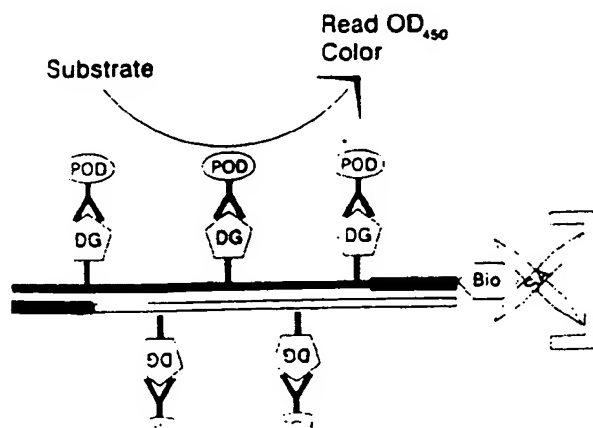 Read OD₄₅₀
Color
Substrate
POD POD POD
DG DG DG
Bio
DG DG